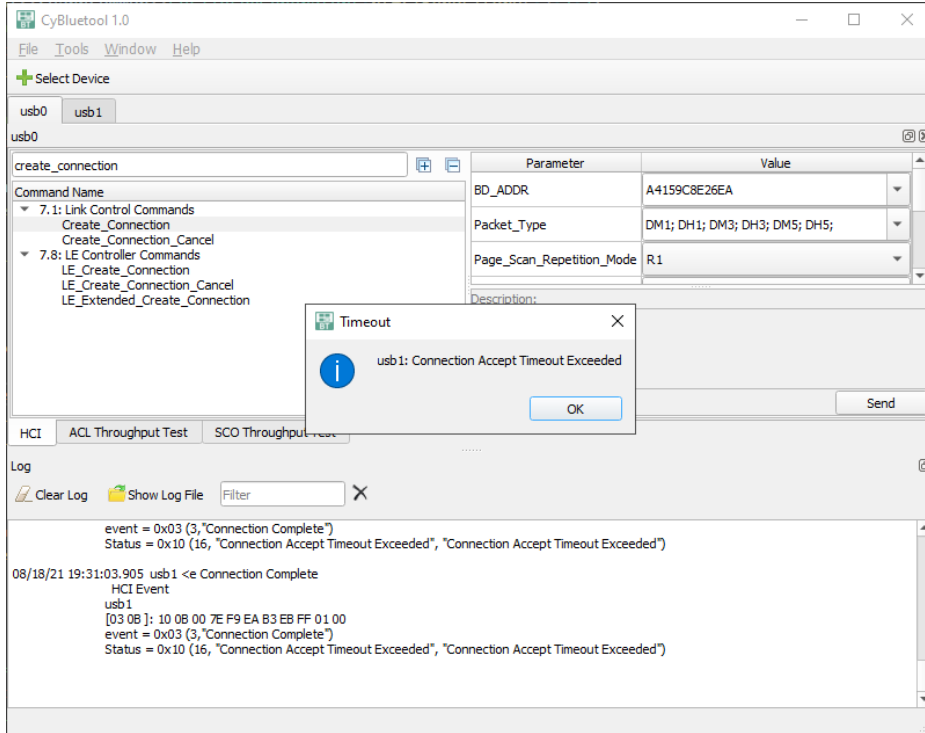 CyBluetool 1.0
File Tools Window Help
Select Device
usb0 usb1
usb0
create_connection
Command Name
7.1: Link Control Commands
Create_Connection
Create_Connection_Cancel
7.8: LE Controller Commands
LE_Create_Connection
LE_Create_Connection_Cancel
LE_Extended_Create_Connection
Parameter Value
BD_ADDR A4159C8E26EA
Packet_Type DM1; DH1; DM3; DH3; DM5; DH5;
Page_Scan_Repetition_Mode R1
Description:
BT Timeout
usb1: Connection Accept Timeout Exceeded
OK
Send
HCI ACL Throughput Test SCO Throughput Test
Log
Clear Log Show Log File Filter
event = 0x03 (3,"Connection Complete")
Status = 0x10 (16, "Connection Accept Timeout Exceeded", "Connection Accept Timeout Exceeded")
08/18/21 19:31:03.905 usb1 <e Connection Complete
HCI Event
usb1
[03 0B ]: 10 0B 00 7E F9 EA B3 EB FF 01 00
event = 0x03 (3,"Connection Complete")
Status = 0x10 (16, "Connection Accept Timeout Exceeded", "Connection Accept Timeout Exceeded")